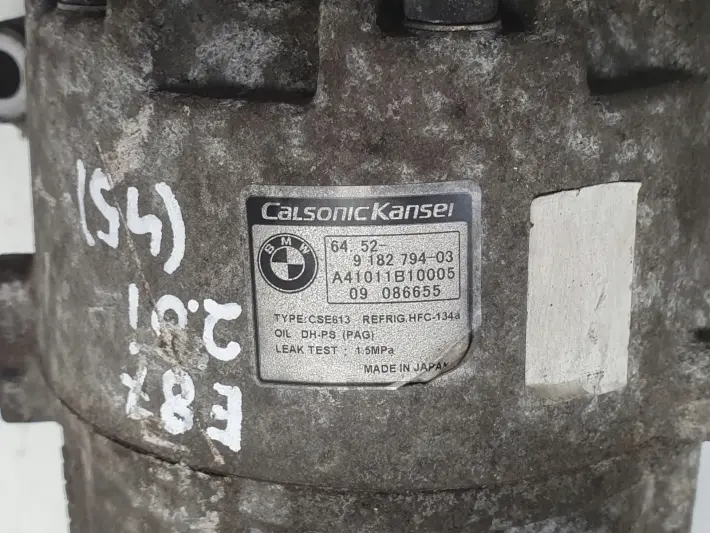 CalsonicKansei
BMW
64 52-
9 182 794-03
A41011B10005
09 086655
TYPE:CSE613 REFRIG.HFC-134a
OIL DH-PS (PAG)
LEAK TEST : 1.5MPa
MADE IN JAPAN
E87
2.0i
(45)